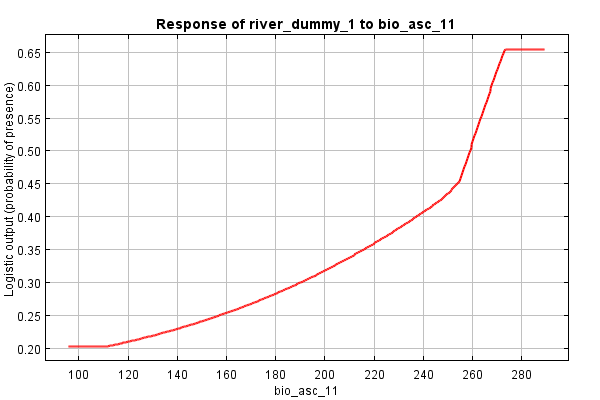 Response of river_dummy_1 to bio_asc_11
Logistic output (probability of presence)
0.65
0.60
0.55
0.50
0.45
0.40
0.35
0.30
0.25
0.20
100 120 140 160 180 200 220 240 260 280
bio_asc_11